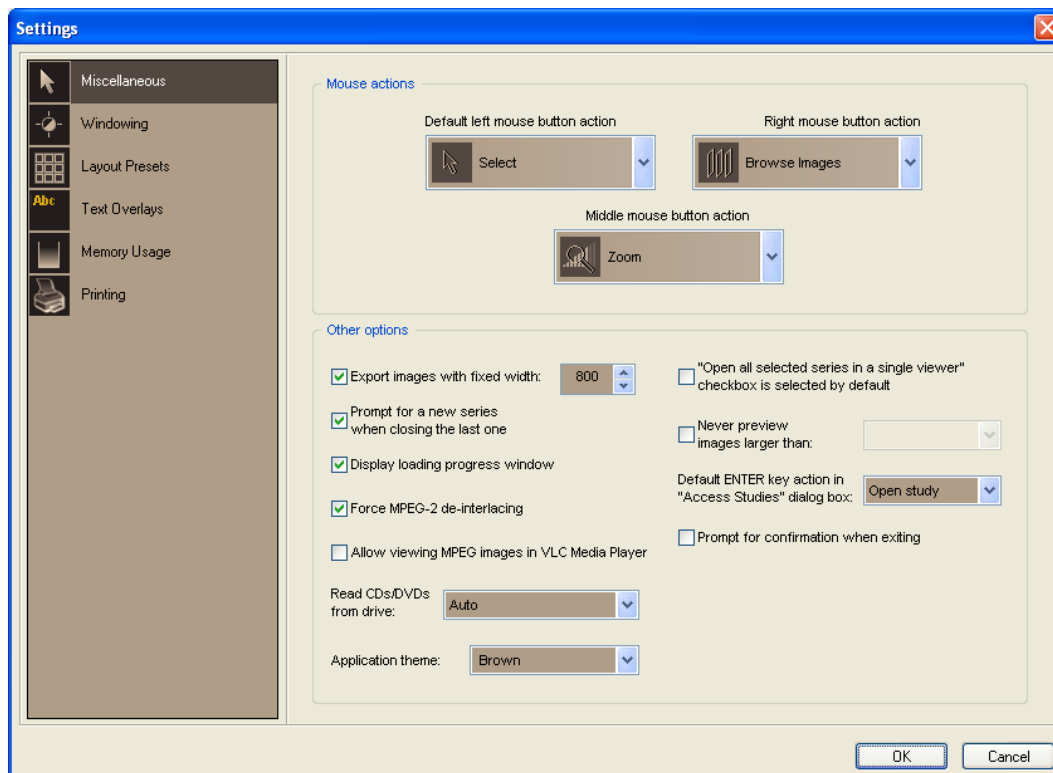 Settings
Miscellaneous
Windowing
Layout Presets
Abc
Text Overlays
Memory Usage
Printing
Mouse actions
Default left mouse button action
Right mouse button action
Select
Browse Images
Middle mouse button action
Zoom
Other options
Export images with fixed width:
800
Prompt for a new series
when closing the last one
Display loading progress window
Force MPEG-2 de-interlacing
Allow viewing MPEG images in VLC Media Player
Read CDs/DVDs
from drive:
Auto
Application theme:
Brown
"Open all selected series in a single viewer"
checkbox is selected by default
Never preview
images larger than:
Default ENTER key action in
"Access Studies" dialog box:
Open study
Prompt for confirmation when exiting
OK
Cancel